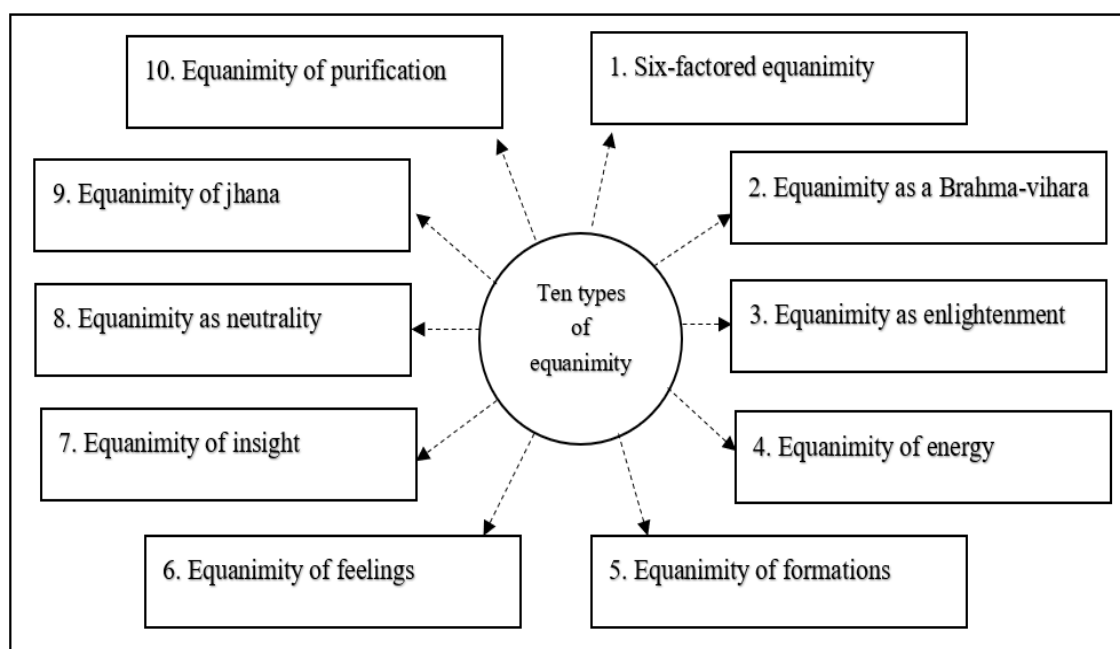 10. Equanimity of purification
1. Six-factored equanimity
9. Equanimity of jhana
2. Equanimity as a Brahma-vihara
Ten types
of
equanimity
8. Equanimity as neutrality
3. Equanimity as enlightenment
7. Equanimity of insight
4. Equanimity of energy
6. Equanimity of feelings
5. Equanimity of formations